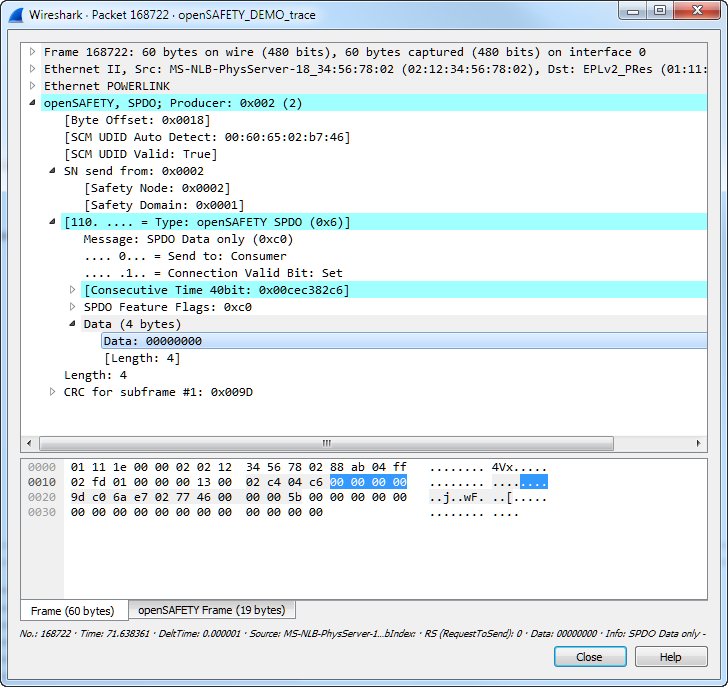 Wireshark · Packet 168722 · openSAFETY_DEMO_trace
Frame 168722: 60 bytes on wire (480 bits), 60 bytes captured (480 bits) on interface 0
Ethernet II, Src: MS-NLB-PhysServer-18_34:56:78:02 (02:12:34:56:78:02), Dst: EPLv2_PRes (01:11:
Ethernet POWERLINK
openSAFETY, SPDO; Producer: 0x002 (2)
[Byte Offset: 0x0018]
[SCM UDID Auto Detect: 00:60:65:02:b7:46]
[SCM UDID Valid: True]
SN send from: 0x0002
[Safety Node: 0x0002]
[Safety Domain: 0x0001]
[110. .... = Type: openSAFETY SPDO (0x6)]
Message: SPDO Data only (0xc0)
.... 0... = Send to: Consumer
.... .1.. = Connection Valid Bit: Set
[Consecutive Time 40bit: 0x00cec382c6]
SPDO Feature Flags: 0xc0
Data (4 bytes)
Data: 00000000
[Length: 4]
Length: 4
CRC for subframe #1: 0x009D
0000 01 11 1e 00 00 02 02 12 34 56 78 02 88 ab 04 ff ........ 4Vx.....
0010 02 fd 01 00 00 00 13 00 02 c4 04 c6 00 00 00 00 ........ ........
0020 9d c0 6a e7 02 77 46 00 00 00 5b 00 00 00 00 00 ..j..wF. ..[.....
0030 00 00 00 00 00 00 00 00 00 00 00 00 ........ ....
Frame (60 bytes) openSAFETY Frame (19 bytes)
No.: 168722 · Time: 71.638361 · DeltTime: 0.000001 · Source: MS-NLB-PhysServer-1...bIndex: · RS (RequestToSend): 0 · Data: 00000000 · Info: SPDO Data only -
Close Help